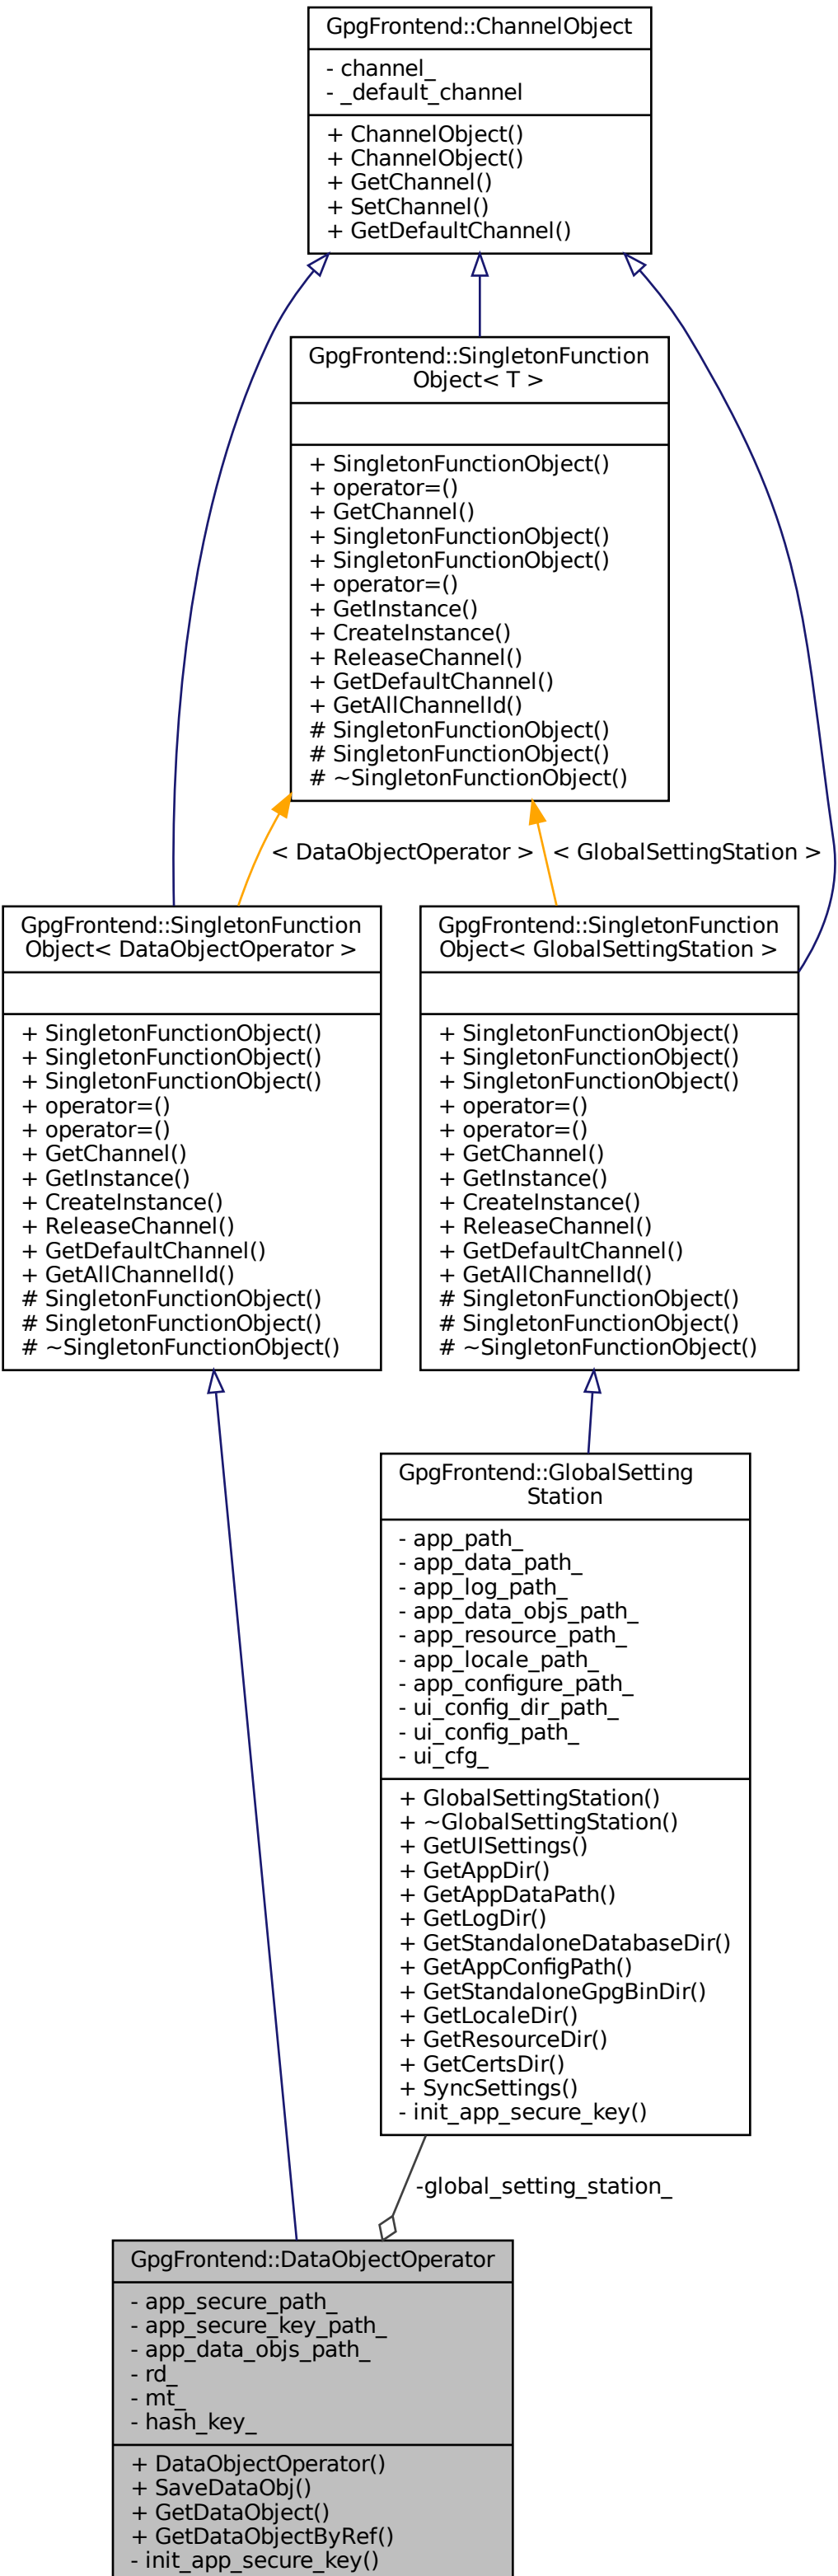 GpgFrontend::ChannelObject
- channel_
- _default_channel
+ ChannelObject()
+ ChannelObject()
+ GetChannel()
+ SetChannel()
+ GetDefaultChannel()
GpgFrontend::SingletonFunction
Object< T >
+ SingletonFunctionObject()
+ operator=()
+ GetChannel()
+ SingletonFunctionObject()
+ SingletonFunctionObject()
+ operator=()
+ GetInstance()
+ CreateInstance()
+ ReleaseChannel()
+ GetDefaultChannel()
+ GetAllChannelId()
# SingletonFunctionObject()
# SingletonFunctionObject()
# ~SingletonFunctionObject()
< DataObjectOperator >
< GlobalSettingStation >
GpgFrontend::SingletonFunction
Object< DataObjectOperator >
+ SingletonFunctionObject()
+ SingletonFunctionObject()
+ SingletonFunctionObject()
+ operator=()
+ operator=()
+ GetChannel()
+ GetInstance()
+ CreateInstance()
+ ReleaseChannel()
+ GetDefaultChannel()
+ GetAllChannelId()
# SingletonFunctionObject()
# SingletonFunctionObject()
# ~SingletonFunctionObject()
GpgFrontend::SingletonFunction
Object< GlobalSettingStation >
+ SingletonFunctionObject()
+ SingletonFunctionObject()
+ SingletonFunctionObject()
+ operator=()
+ operator=()
+ GetChannel()
+ GetInstance()
+ CreateInstance()
+ ReleaseChannel()
+ GetDefaultChannel()
+ GetAllChannelId()
# SingletonFunctionObject()
# SingletonFunctionObject()
# ~SingletonFunctionObject()
GpgFrontend::GlobalSetting
Station
- app_path_
- app_data_path_
- app_log_path_
- app_data_objs_path_
- app_resource_path_
- app_locale_path_
- app_configure_path_
- ui_config_dir_path_
- ui_config_path_
- ui_cfg_
+ GlobalSettingStation()
+ ~GlobalSettingStation()
+ GetUISettings()
+ GetAppDir()
+ GetAppDataPath()
+ GetLogDir()
+ GetStandaloneDatabaseDir()
+ GetAppConfigPath()
+ GetStandaloneGpgBinDir()
+ GetLocaleDir()
+ GetResourceDir()
+ GetCertsDir()
+ SyncSettings()
- init_app_secure_key()
-global_setting_station_
GpgFrontend::DataObjectOperator
- app_secure_path_
- app_secure_key_path_
- app_data_objs_path_
- rd_
- mt_
- hash_key_
+ DataObjectOperator()
+ SaveDataObj()
+ GetDataObject()
+ GetDataObjectByRef()
- init_app_secure_key()